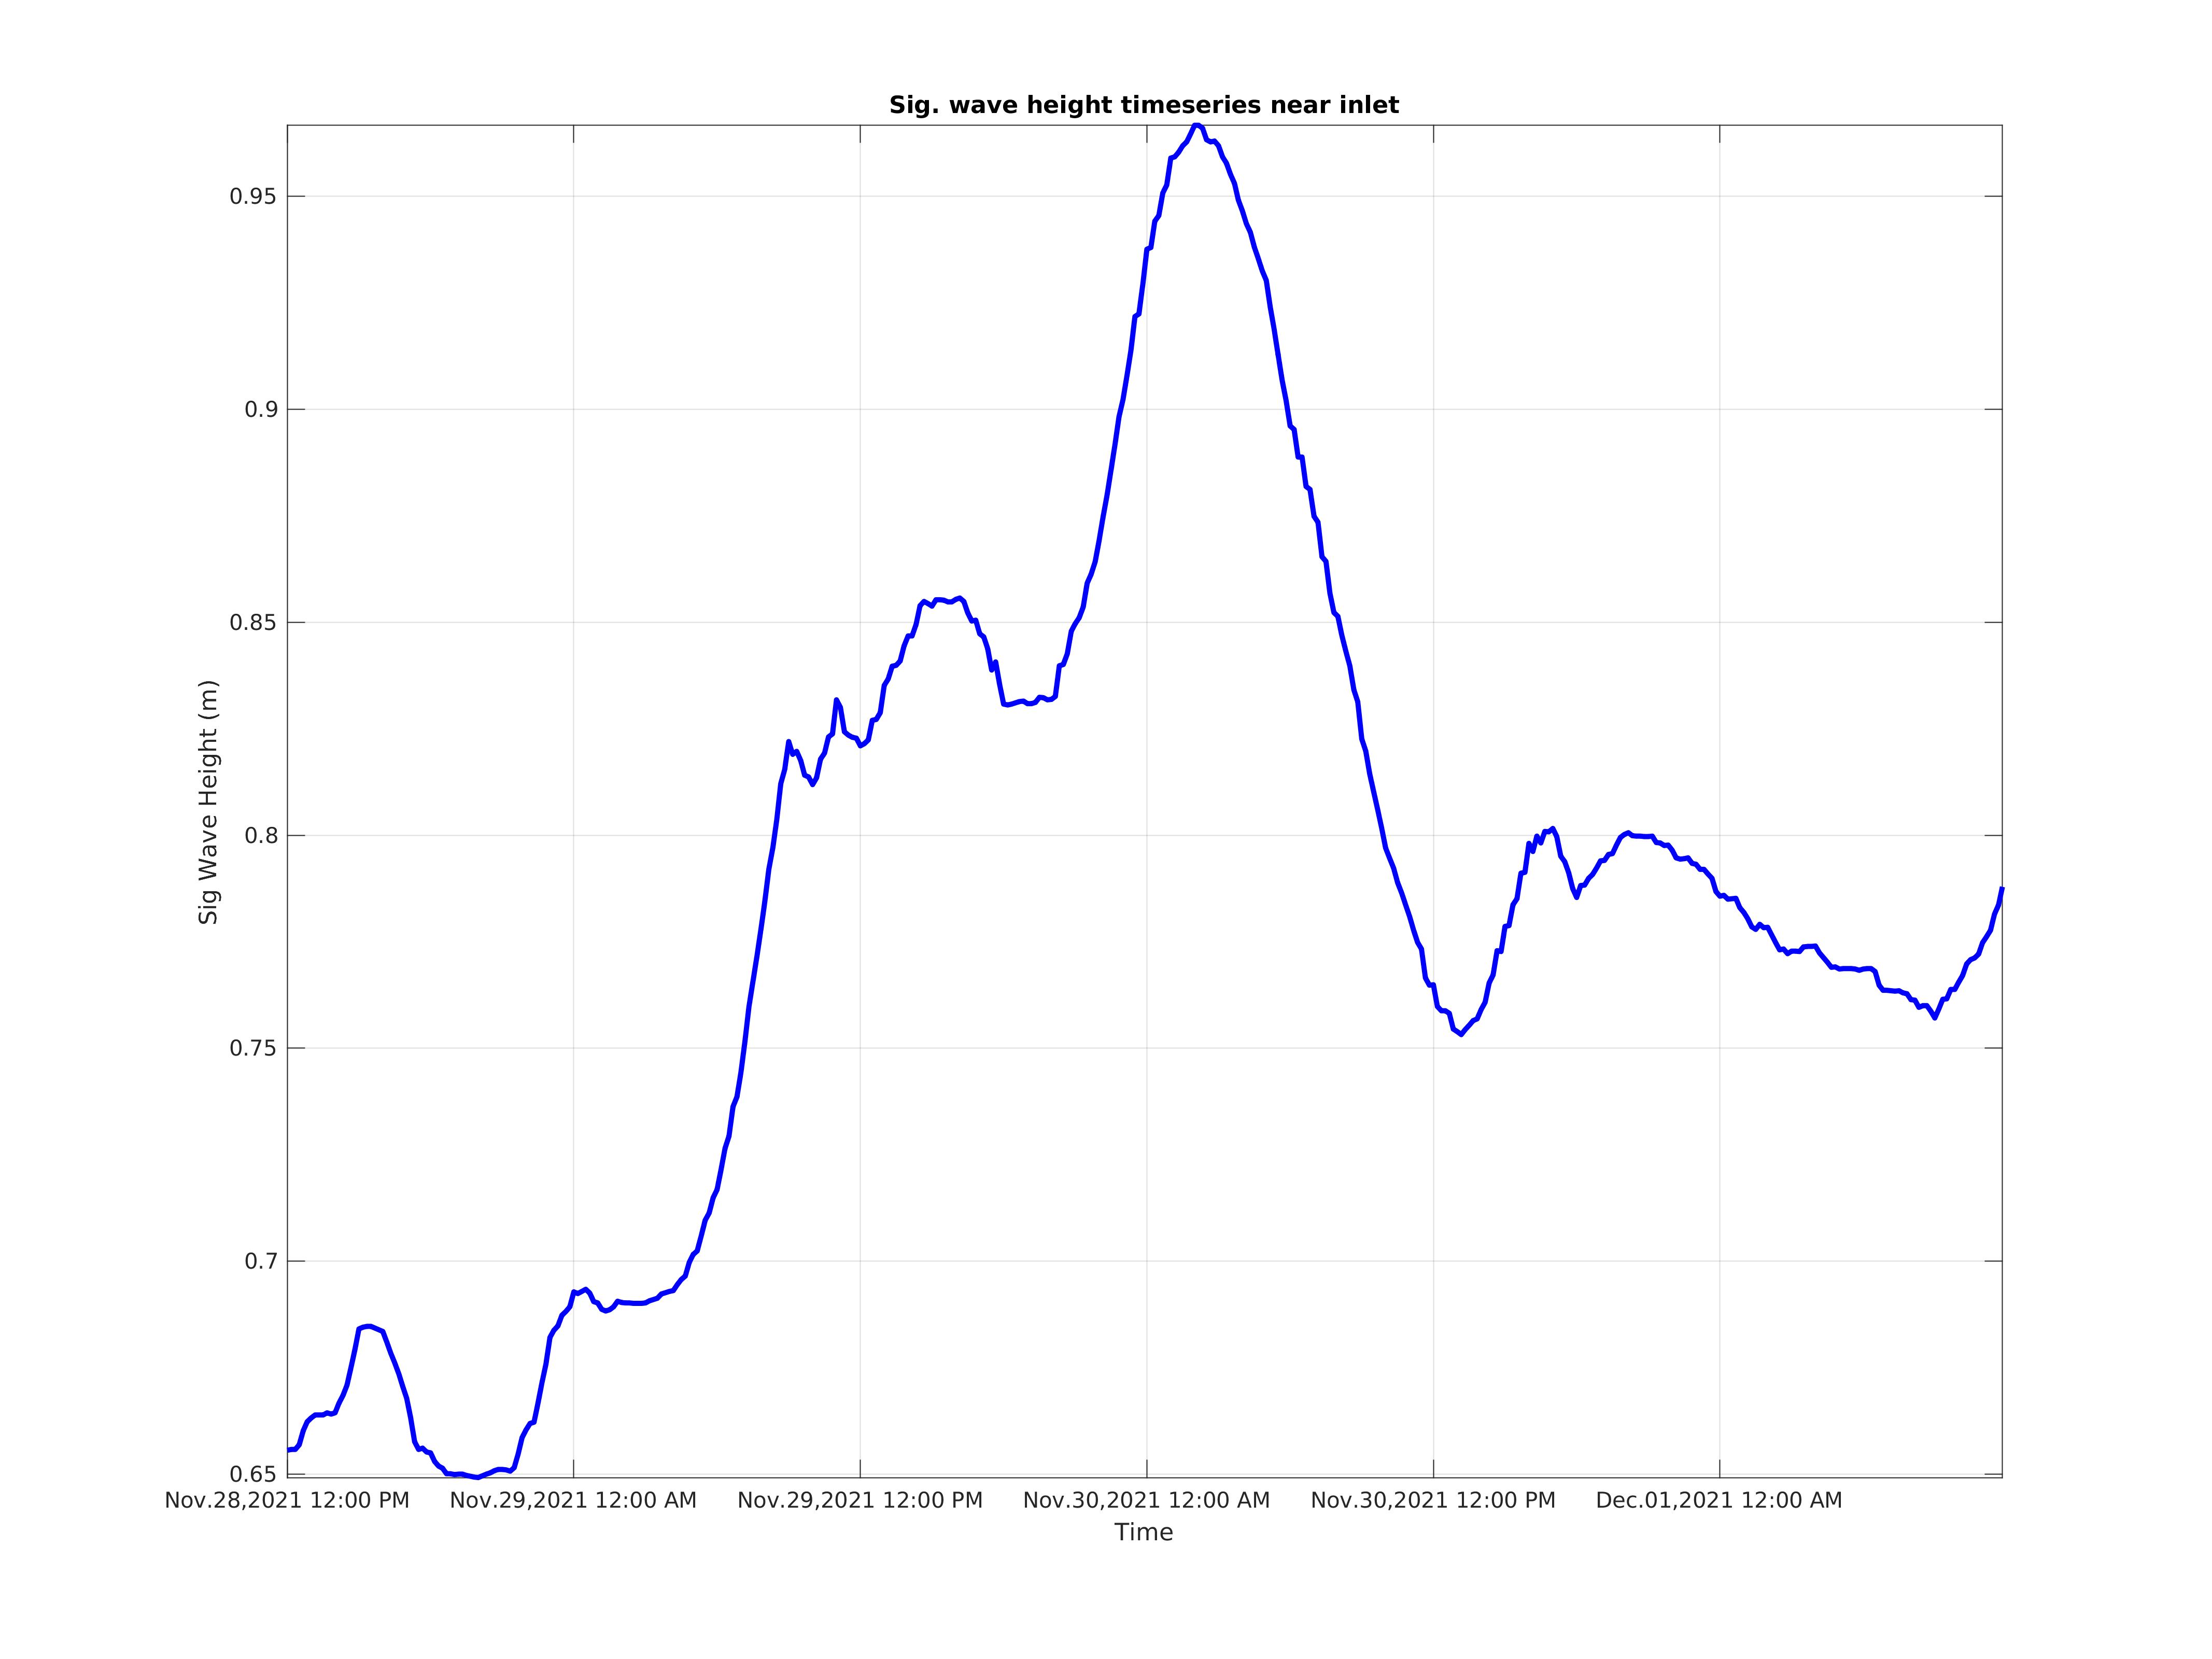 Sig. wave height timeseries near inlet
0.95
0.9
0.85
0.8
0.75
0.7
0.65
Sig Wave Height (m)
Nov.28,2021 12:00 PM
Nov.29,2021 12:00 AM
Nov.29,2021 12:00 PM
Nov.30,2021 12:00 AM
Nov.30,2021 12:00 PM
Dec.01,2021 12:00 AM
Time